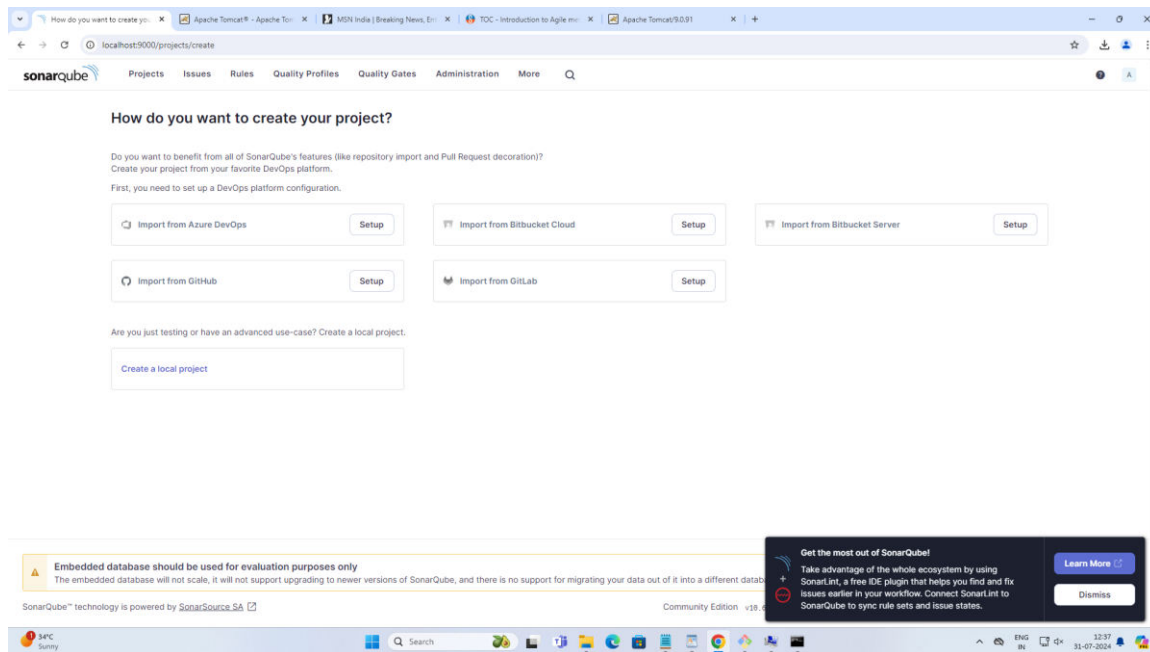 How do you want to create yo
Apache Tomcat® - Apache Tom
MSN India | Breaking News, En
TOC - Introduction to Agile me
Apache Tomcat/9.0.91
localhost:9000/projects/create
sonarqube
Projects
Issues
Rules
Quality Profiles
Quality Gates
Administration
More
A
How do you want to create your project?
Do you want to benefit from all of SonarQube's features (like repository import and Pull Request decoration)?
Create your project from your favorite DevOps platform.
First, you need to set up a DevOps platform configuration.
Import from Azure DevOps
Setup
Import from Bitbucket Cloud
Setup
Import from Bitbucket Server
Setup
Import from GitHub
Setup
Import from GitLab
Setup
Are you just testing or have an advanced use-case? Create a local project.
Create a local project
Embedded database should be used for evaluation purposes only
The embedded database will not scale, it will not support upgrading to newer versions of SonarQube, and there is no support for migrating your data out of it into a different datab
Get the most out of SonarQube!
Take advantage of the whole ecosystem by using
SonarLint, a free IDE plugin that helps you find and fix
issues earlier in your workflow. Connect SonarLint to
SonarQube to sync rule sets and issue states.
Learn More
Dismiss
SonarQube™ technology is powered by SonarSource SA
Community Edition
34°C
Sunny
Search
ENG
IN
12:37
31-07-2024